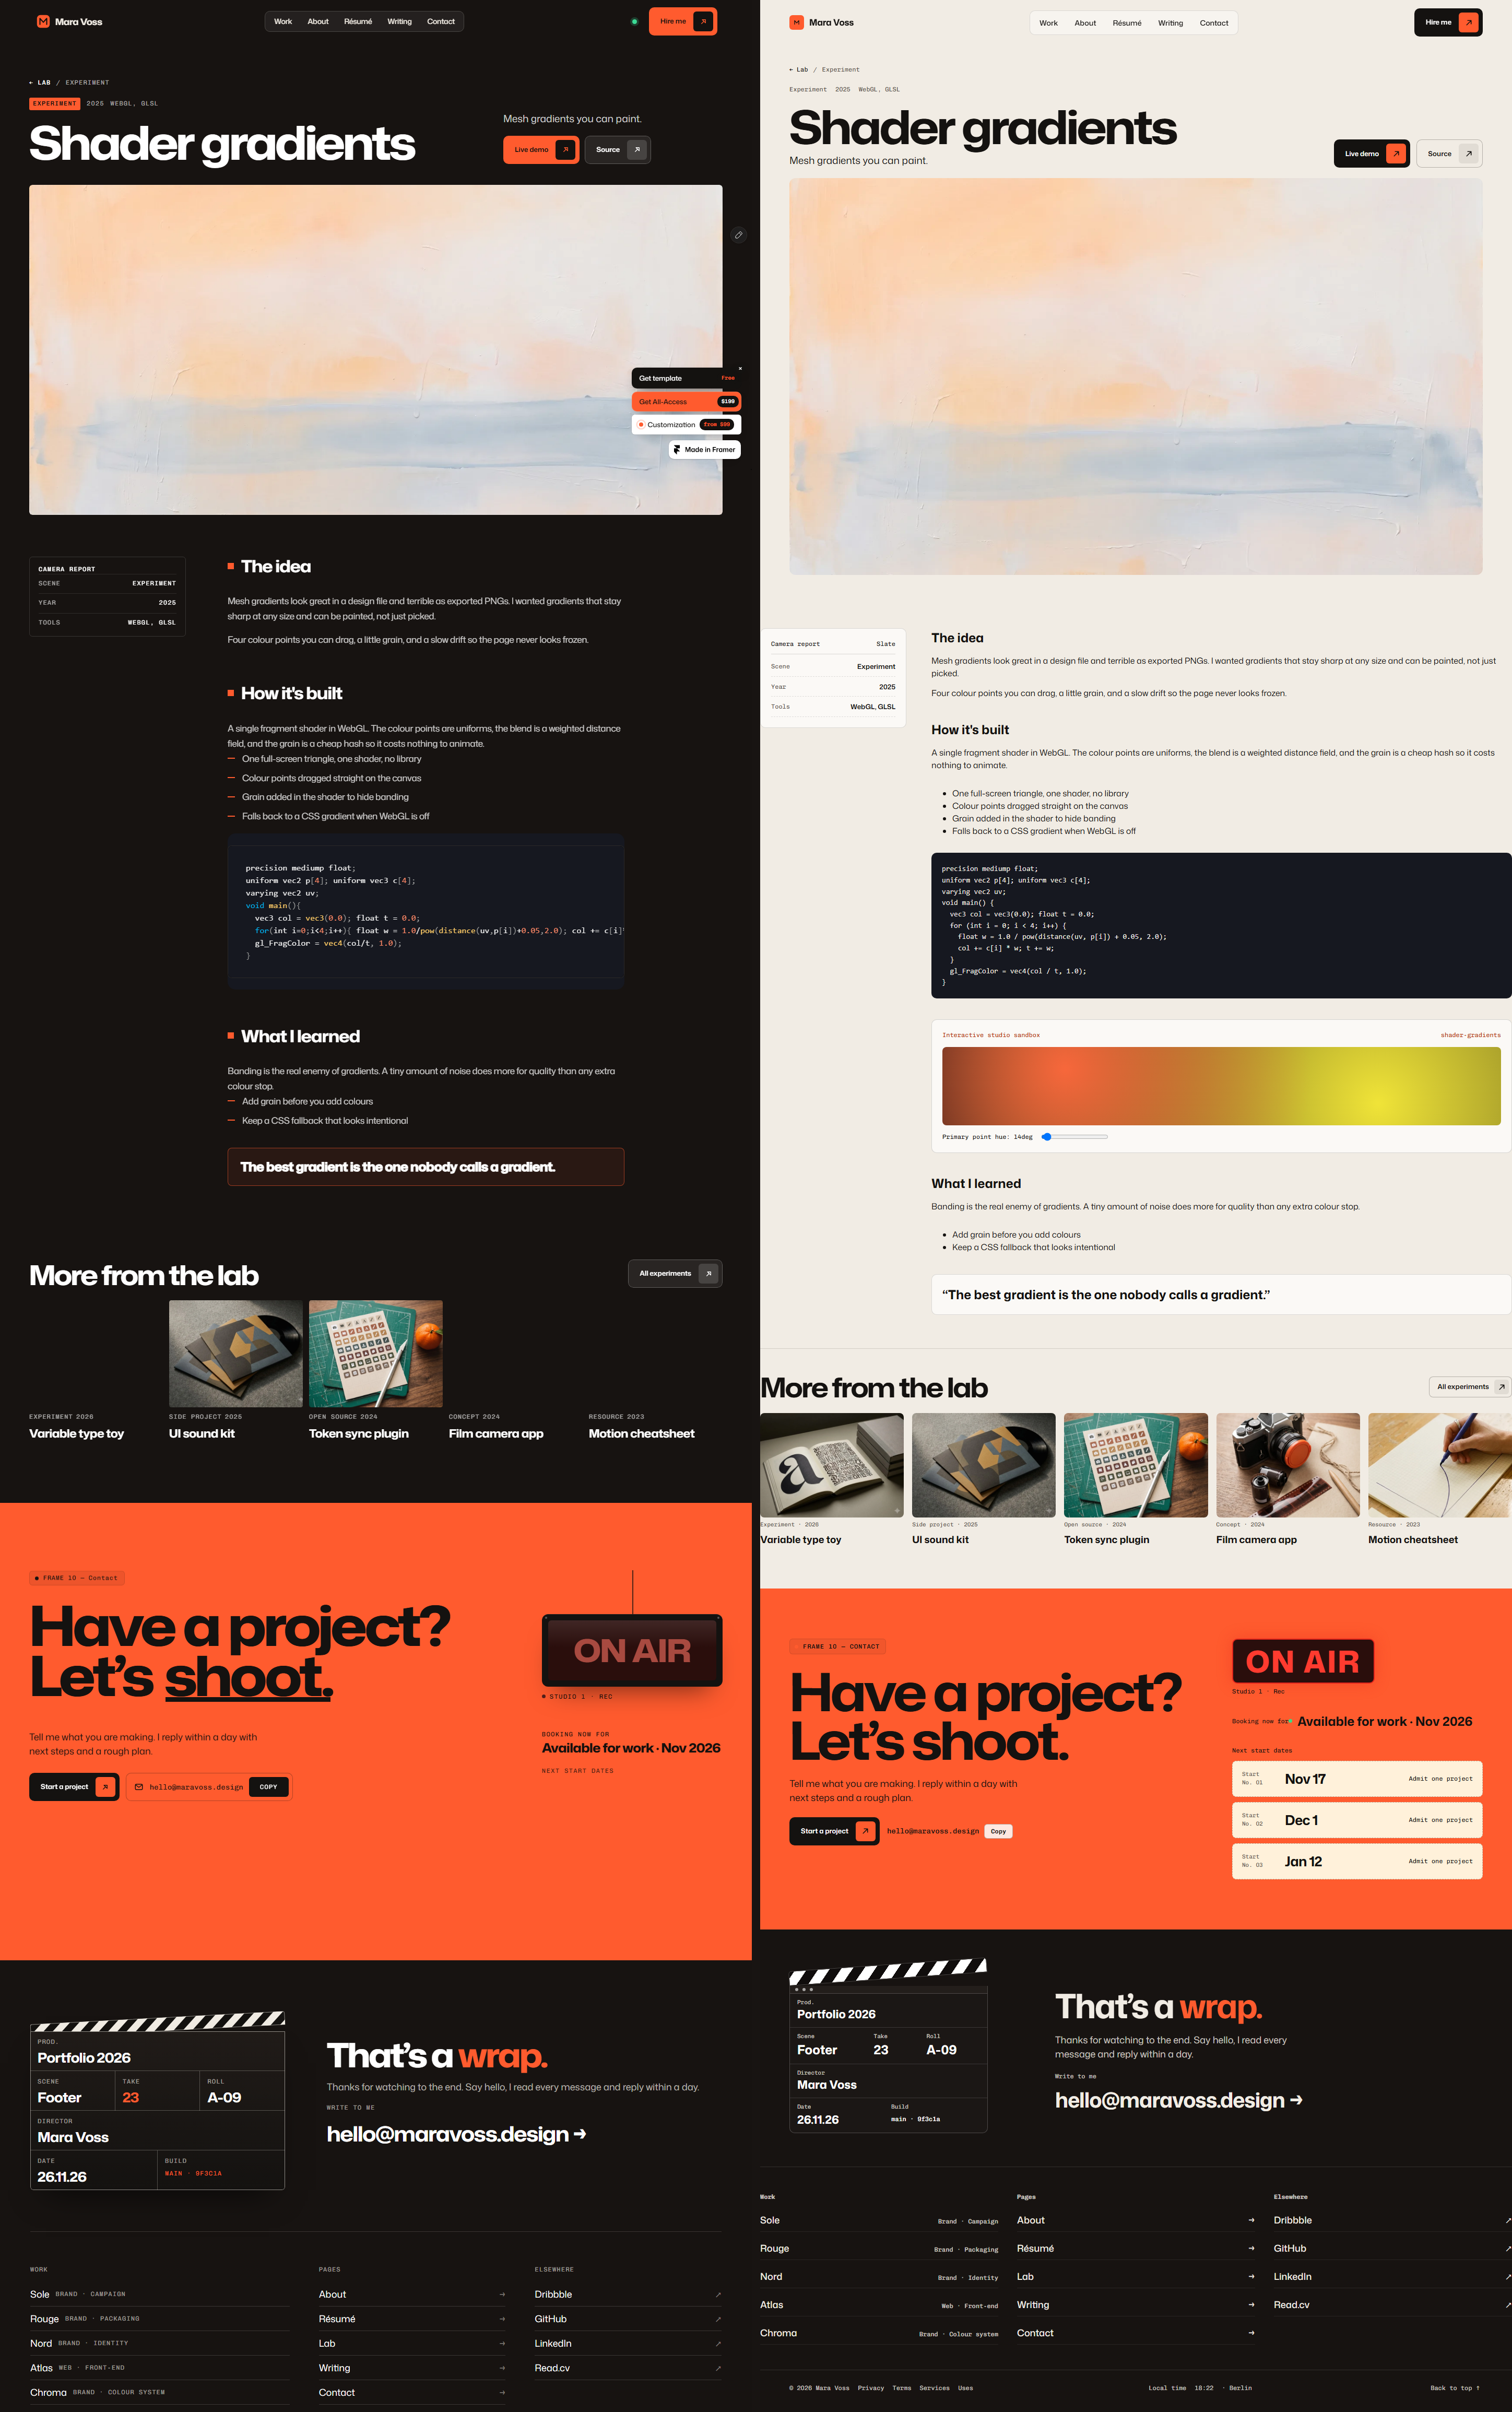 Mara Voss
Work About Résumé Writing Contact
Hire me
← LAB / EXPERIMENT
EXPERIMENT 2025 WEBGL, GLSL
Shader gradients
Mesh gradients you can paint.
Live demo
Source
Get template Free
Get All-Access $199
Customization from $99
Made in Framer
CAMERA REPORT
SCENE EXPERIMENT
YEAR 2025
TOOLS WEBGL, GLSL
The idea
Mesh gradients look great in a design file and terrible as exported PNGs. I wanted gradients that stay
sharp at any size and can be painted, not just picked.
Four colour points you can drag, a little grain, and a slow drift so the page never looks frozen.
How it's built
A single fragment shader in WebGL. The colour points are uniforms, the blend is a weighted distance
field, and the grain is a cheap hash so it costs nothing to animate.
One full-screen triangle, one shader, no library
Colour points dragged straight on the canvas
Grain added in the shader to hide banding
Falls back to a CSS gradient when WebGL is off
precision mediump float;
uniform vec2 p[4]; uniform vec3 c[4];
varying vec2 uv;
void main(){
vec3 col = vec3(0.0); float t = 0.0;
for(int i=0;i<4;i++){ float w = 1.0/pow(distance(uv,p[i])+0.05,2.0); col += c[i]*
gl_FragColor = vec4(col/t, 1.0);
}
What I learned
Banding is the real enemy of gradients. A tiny amount of noise does more for quality than any extra
colour stop.
Add grain before you add colours
Keep a CSS fallback that looks intentional
The best gradient is the one nobody calls a gradient.
More from the lab
All experiments
EXPERIMENT 2026
Variable type toy
SIDE PROJECT 2025
UI sound kit
OPEN SOURCE 2024
Token sync plugin
CONCEPT 2024
Film camera app
RESOURCE 2023
Motion cheatsheet
FRAME 10 — Contact
Have a project?
Let's shoot.
Tell me what you are making. I reply within a day with
next steps and a rough plan.
Start a project
hello@maravoss.design COPY
ON AIR
STUDIO 1 · REC
BOOKING NOW FOR
Available for work · Nov 2026
NEXT START DATES
PROD.
Portfolio 2026
SCENE TAKE ROLL
Footer 23 A-09
DIRECTOR
Mara Voss
DATE BUILD
26.11.26 MAIN · 9F3C1A
That's a wrap.
Thanks for watching to the end. Say hello, I read every message and reply within a day.
WRITE TO ME
hello@maravoss.design →
WORK
Sole BRAND · CAMPAIGN
Rouge BRAND · PACKAGING
Nord BRAND · IDENTITY
Atlas WEB · FRONT-END
Chroma BRAND · COLOUR SYSTEM
PAGES
About →
Résumé →
Lab →
Writing →
Contact →
ELSEWHERE
Dribbble ↗
GitHub ↗
LinkedIn ↗
Read.cv ↗
M Mara Voss
Work About Résumé Writing Contact
Hire me
← Lab / Experiment
Experiment 2025 WebGL, GLSL
Shader gradients
Mesh gradients you can paint.
Live demo
Source
Camera report Slate
Scene Experiment
Year 2025
Tools WebGL, GLSL
The idea
Mesh gradients look great in a design file and terrible as exported PNGs. I wanted gradients that stay sharp at any size and can be painted, not just
picked.
Four colour points you can drag, a little grain, and a slow drift so the page never looks frozen.
How it's built
A single fragment shader in WebGL. The colour points are uniforms, the blend is a weighted distance field, and the grain is a cheap hash so it costs
nothing to animate.
One full-screen triangle, one shader, no library
Colour points dragged straight on the canvas
Grain added in the shader to hide banding
Falls back to a CSS gradient when WebGL is off
precision mediump float;
uniform vec2 p[4]; uniform vec3 c[4];
varying vec2 uv;
void main() {
vec3 col = vec3(0.0); float t = 0.0;
for (int i = 0; i < 4; i++) {
float w = 1.0 / pow(distance(uv, p[i]) + 0.05, 2.0);
col += c[i] * w; t += w;
}
gl_FragColor = vec4(col / t, 1.0);
}
Interactive studio sandbox shader-gradients
Primary point hue: 14deg
What I learned
Banding is the real enemy of gradients. A tiny amount of noise does more for quality than any extra colour stop.
Add grain before you add colours
Keep a CSS fallback that looks intentional
“The best gradient is the one nobody calls a gradient.”
More from the lab
All experiments
a
Experiment · 2026
Variable type toy
Side project · 2025
UI sound kit
Open source · 2024
Token sync plugin
Concept · 2024
Film camera app
Resource · 2023
Motion cheatsheet
FRAME 10 — CONTACT
Have a project?
Let's shoot.
Tell me what you are making. I reply within a day with
next steps and a rough plan.
Start a project
hello@maravoss.design Copy
ON AIR
Studio 1 · Rec
Booking now for Available for work · Nov 2026
Next start dates
Start No. 01 Nov 17 Admit one project
Start No. 02 Dec 1 Admit one project
Start No. 03 Jan 12 Admit one project
Prod.
Portfolio 2026
Scene Take Roll
Footer 23 A-09
Director
Mara Voss
Date Build
26.11.26 main · 9f3c1a
That's a wrap.
Thanks for watching to the end. Say hello, I read every
message and reply within a day.
Write to me
hello@maravoss.design →
Work
Sole Brand · Campaign
Rouge Brand · Packaging
Nord Brand · Identity
Atlas Web · Front-end
Chroma Brand · Colour system
Pages
About →
Résumé →
Lab →
Writing →
Contact →
Elsewhere
Dribbble ↗
GitHub ↗
LinkedIn ↗
Read.cv ↗
© 2026 Mara Voss Privacy Terms Services Uses
Local time 18:22 · Berlin
Back to top ↑